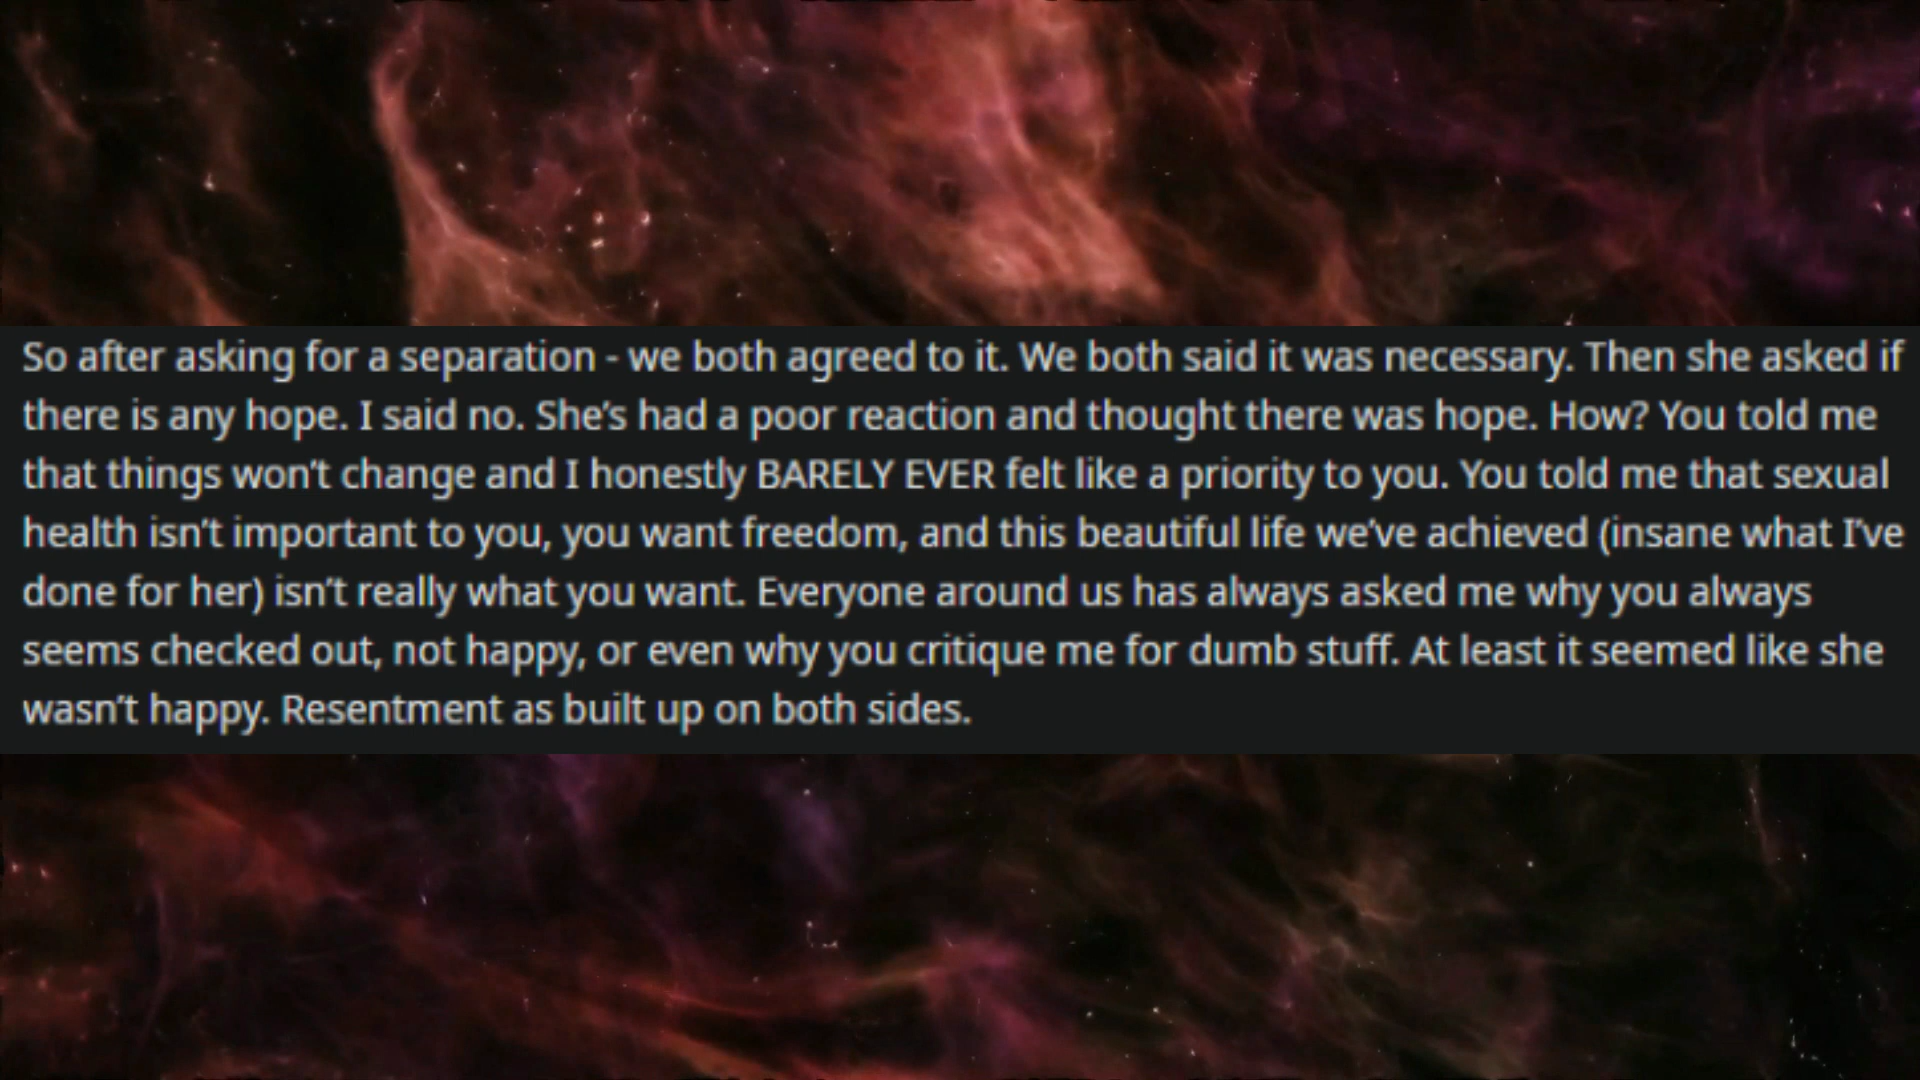 So after asking for a separation - we both agreed to it. We both said it was necessary. Then she asked if
there is any hope. I said no. She’s had a poor reaction and thought there was hope. How? You told me
that things won’t change and I honestly BARELY EVER felt like a priority to you. You told me that sexual
health isn’t important to you, you want freedom, and this beautiful life we’ve achieved (insane what I’ve
done for her) isn’t really what you want. Everyone around us has always asked me why you always
seems checked out, not happy, or even why you critique me for dumb stuff. At least it seemed like she
wasn’t happy. Resentment as built up on both sides.